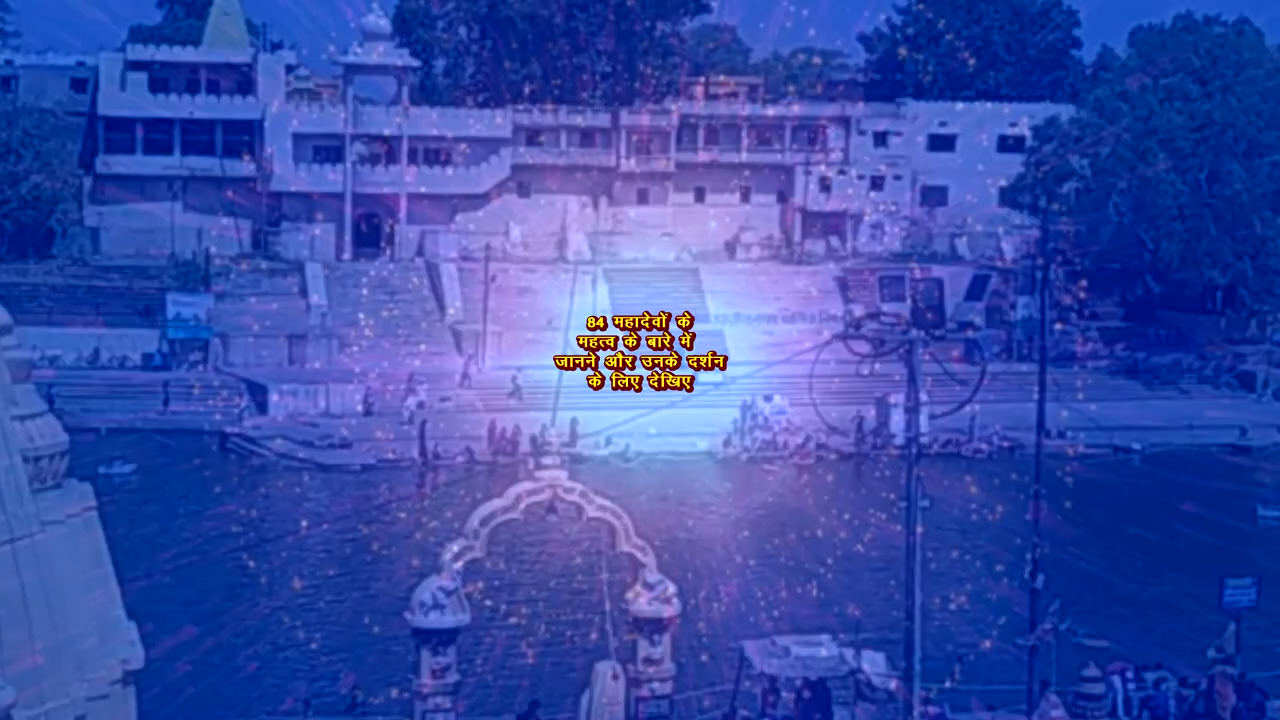 84 महादेवों के
महत्व के बारे में
जानने और उनके दर्शन
के लिए देखिए